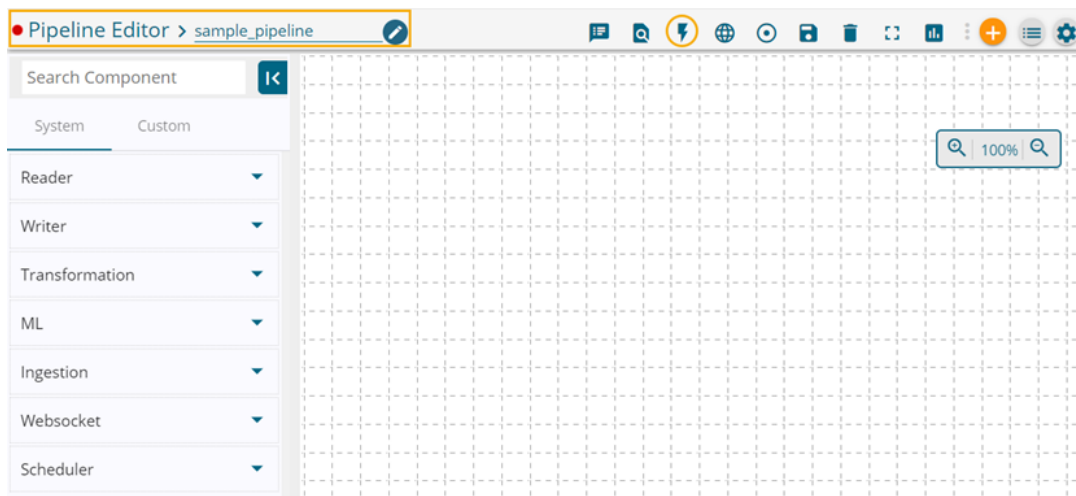 Pipeline Editor > sample_pipeline
Search Component
System Custom
100%
Reader
Writer
Transformation
ML
Ingestion
Websocket
Scheduler